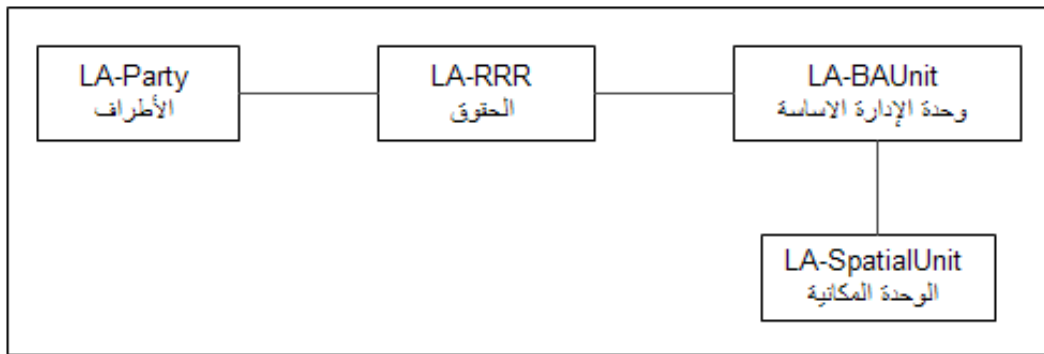 LA-Party
الأطراف
LA-RRR
الحقوق
LA-BAUnit
وحدة الإدارة الاساسة
LA-SpatialUnit
الوحدة المكانية